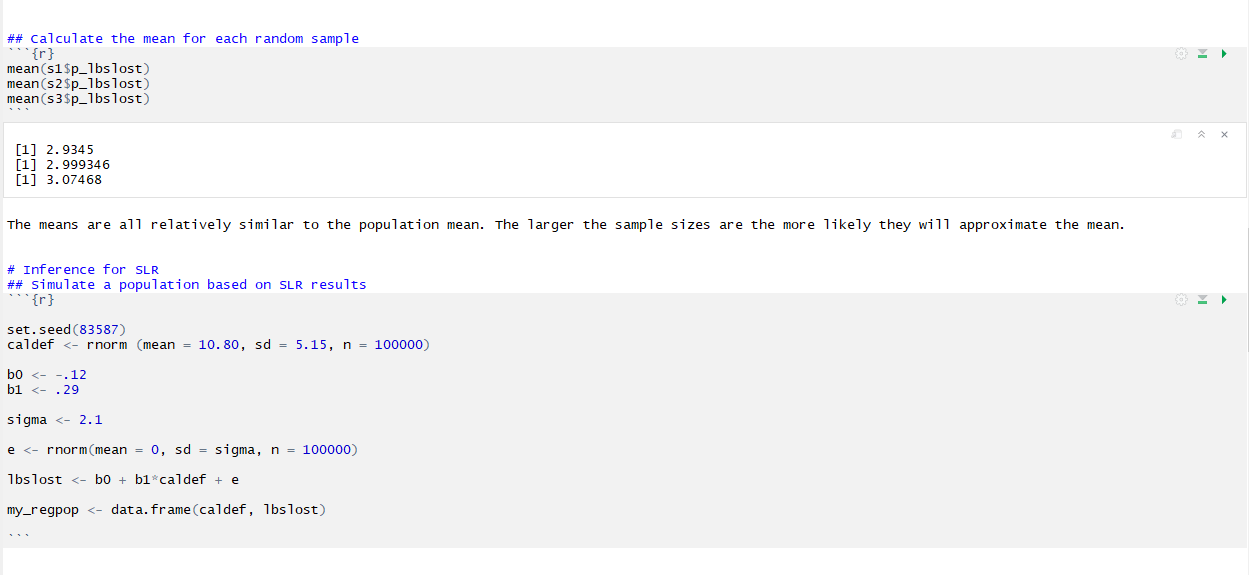 ## Calculate the mean for each random sample
```{r}
mean(s1$p_lbslost)
mean(s2$p_lbslost)
mean(s3$p_lbslost)
```
[1] 2.9345
[1] 2.999346
[1] 3.07468
The means are all relatively similar to the population mean. The larger the sample sizes are the more likely they will approximate the mean.
# Inference for SLR
## Simulate a population based on SLR results
```{r}
set.seed(83587)
caldef <- rnorm (mean = 10.80, sd = 5.15, n = 100000)
b0 <- -.12
b1 <- .29
sigma <- 2.1
e <- rnorm(mean = 0, sd = sigma, n = 100000)
lbslost <- b0 + b1*caldef + e
my_regpop <- data.frame(caldef, lbslost)
```